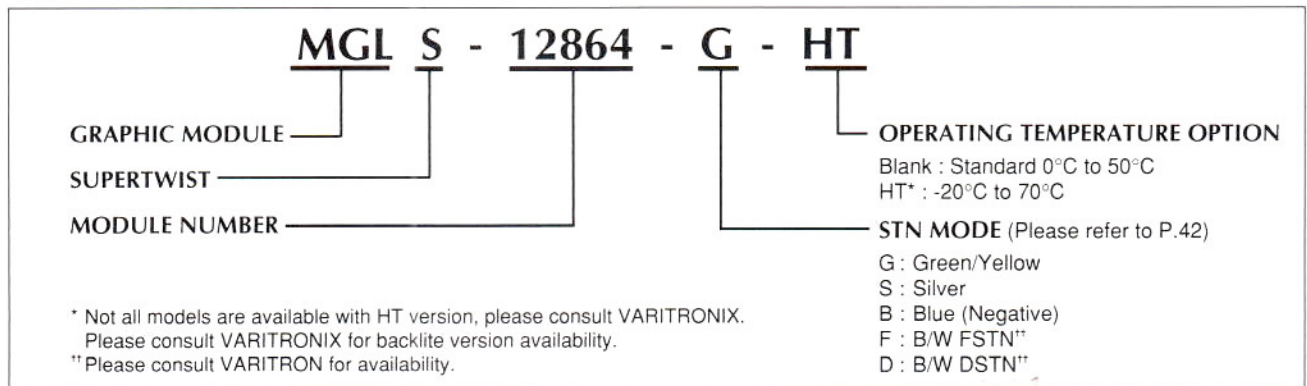 MGL S - 12864 - G - HT
GRAPHIC MODULE
SUPERTWIST
MODULE NUMBER
OPERATING TEMPERATURE OPTION
Blank : Standard 0°C to 50°C
HT* : -20°C to 70°C
STN MODE (Please refer to P.42)
G : Green/Yellow
S : Silver
B : Blue (Negative)
F : B/W FSTN††
D : B/W DSTN††
* Not all models are available with HT version, please consult VARITRONIX.
Please consult VARITRONIX for backlite version availability.
†† Please consult VARITRON for availability.